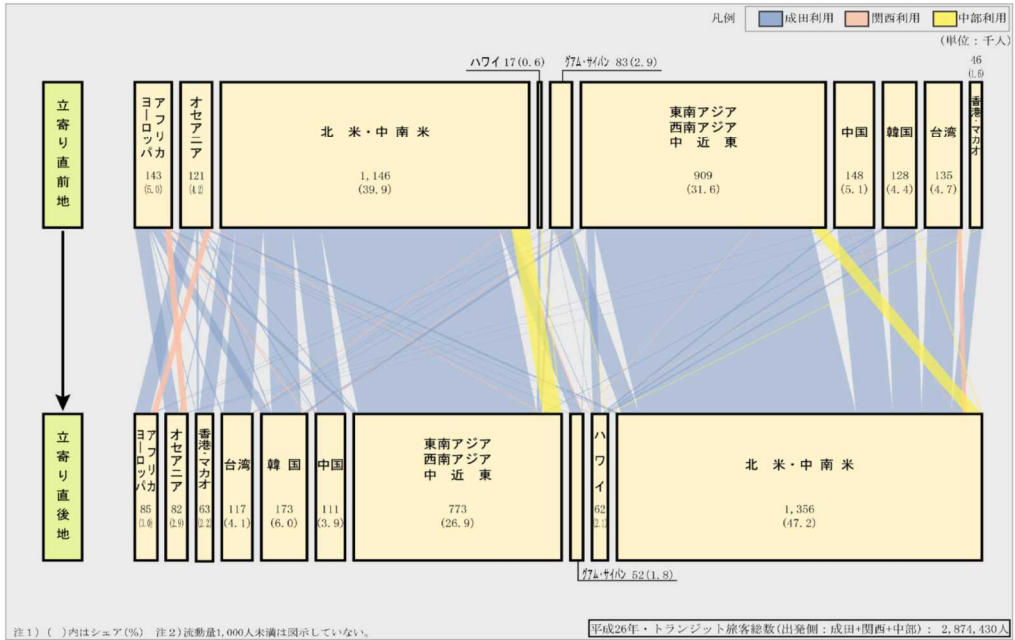 凡例 成田利用 関西利用 中部利用
(単位：千人)
立寄り直前地
アフリカ
ヨーロッパ
143
(5.0)
オセアニア
121
(4.2)
北 米・中南米
1,146
(39.9)
ハワイ 17(0.6)
グアム・サイパン 83(2.9)
東南アジア
西南アジア
中 近 東
909
(31.6)
中国
148
(5.1)
韓国
128
(4.4)
台湾
135
(4.7)
46
(1.6)
香港・マカオ
立寄り直後地
アフリカ
ヨーロッパ
85
(3.0)
オセアニア
82
(2.9)
香港・マカオ
63
(2.2)
台湾
117
(4.1)
韓 国
173
(6.0)
中国
111
(3.9)
東南アジア
西南アジア
中 近 東
773
(26.9)
グアム・サイパン 52(1.8)
ハワイ
62
(2.1)
北 米・中南米
1,356
(47.2)
注1) ( )内はシェア(%) 注2)流動量1,000人未満は図示していない。
平成26年・トランジット旅客総数(出発側：成田+関西+中部)： 2,874,430人